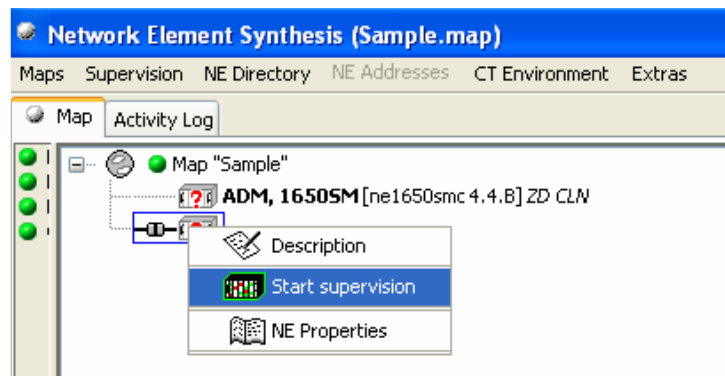 Network Element Synthesis (Sample.map)
Maps Supervision NE Directory NE Addresses CT Environment Extras
Map Activity Log
Map "Sample"
ADM, 1650SM [ne1650smc 4.4.B] ZD CLN
Description
Start supervision
NE Properties